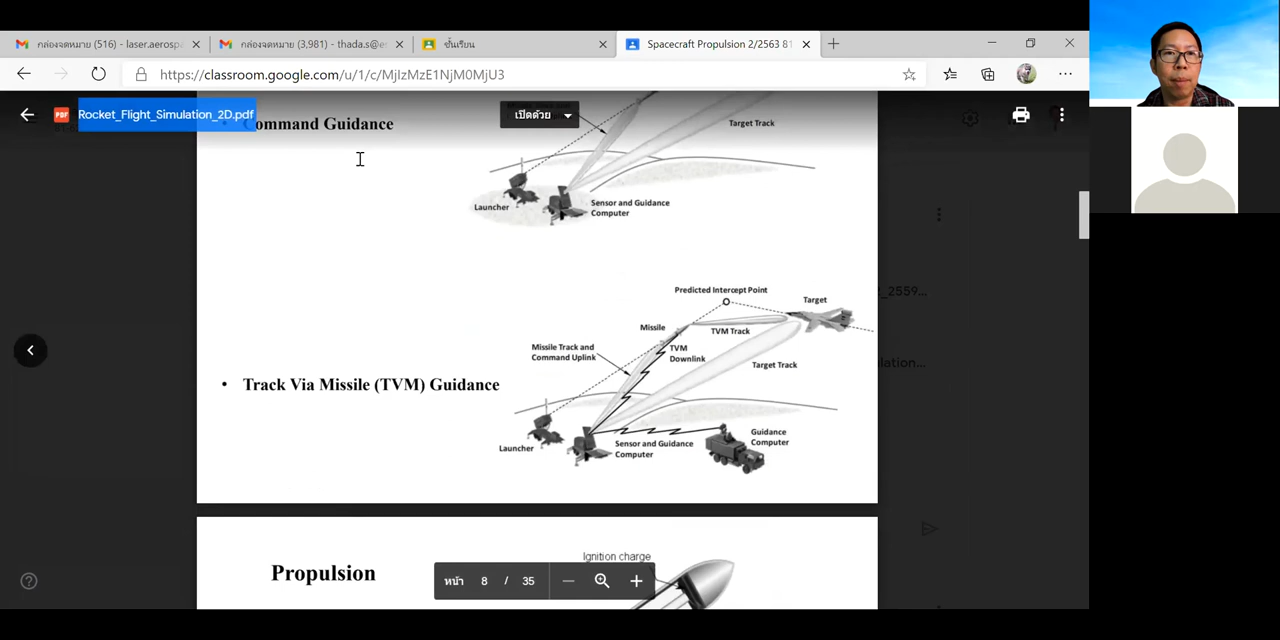 กล่องจดหมาย (516) - laser.aerospa
กล่องจดหมาย (3,981) - thada.s@e
ชั้นเรียน
Spacecraft Propulsion 2/2563 81
https://classroom.google.com/u/1/c/MjIzMzE1NjM0MjU3
PDF Rocket_Flight_Simulation_2D.pdf
เปิดด้วย
• Command Guidance
Target Track
Launcher
Sensor and Guidance
Computer
Predicted Intercept Point
Target
Missile
TVM Track
Missile Track and
Command Uplink
TVM
Downlink
Target Track
• Track Via Missile (TVM) Guidance
Launcher
Sensor and Guidance
Computer
Guidance
Computer
Ignition charge
Propulsion
หน้า 8 / 35